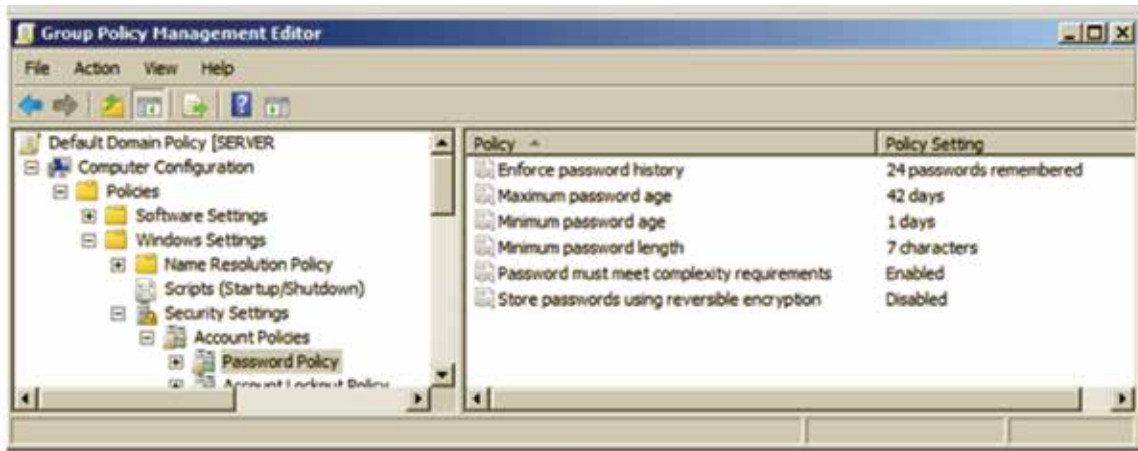 Group Policy Management Editor
File Action View Help
Default Domain Policy [SERVER
Computer Configuration
Policies
Software Settings
Windows Settings
Name Resolution Policy
Scripts (Startup/Shutdown)
Security Settings
Account Policies
Password Policy
Account Lockout Policy
Policy Policy Setting
Enforce password history 24 passwords remembered
Maximum password age 42 days
Minimum password age 1 days
Minimum password length 7 characters
Password must meet complexity requirements Enabled
Store passwords using reversible encryption Disabled